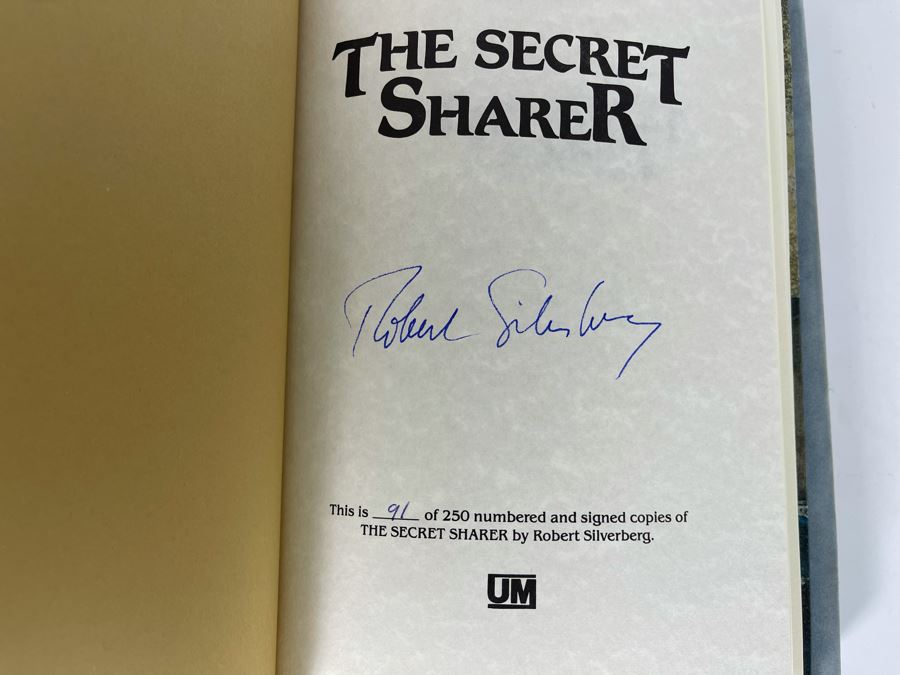 THE SECRET
SHARER
Robert Silverberg
This is 91 of 250 numbered and signed copies of
THE SECRET SHARER by Robert Silverberg.
UM